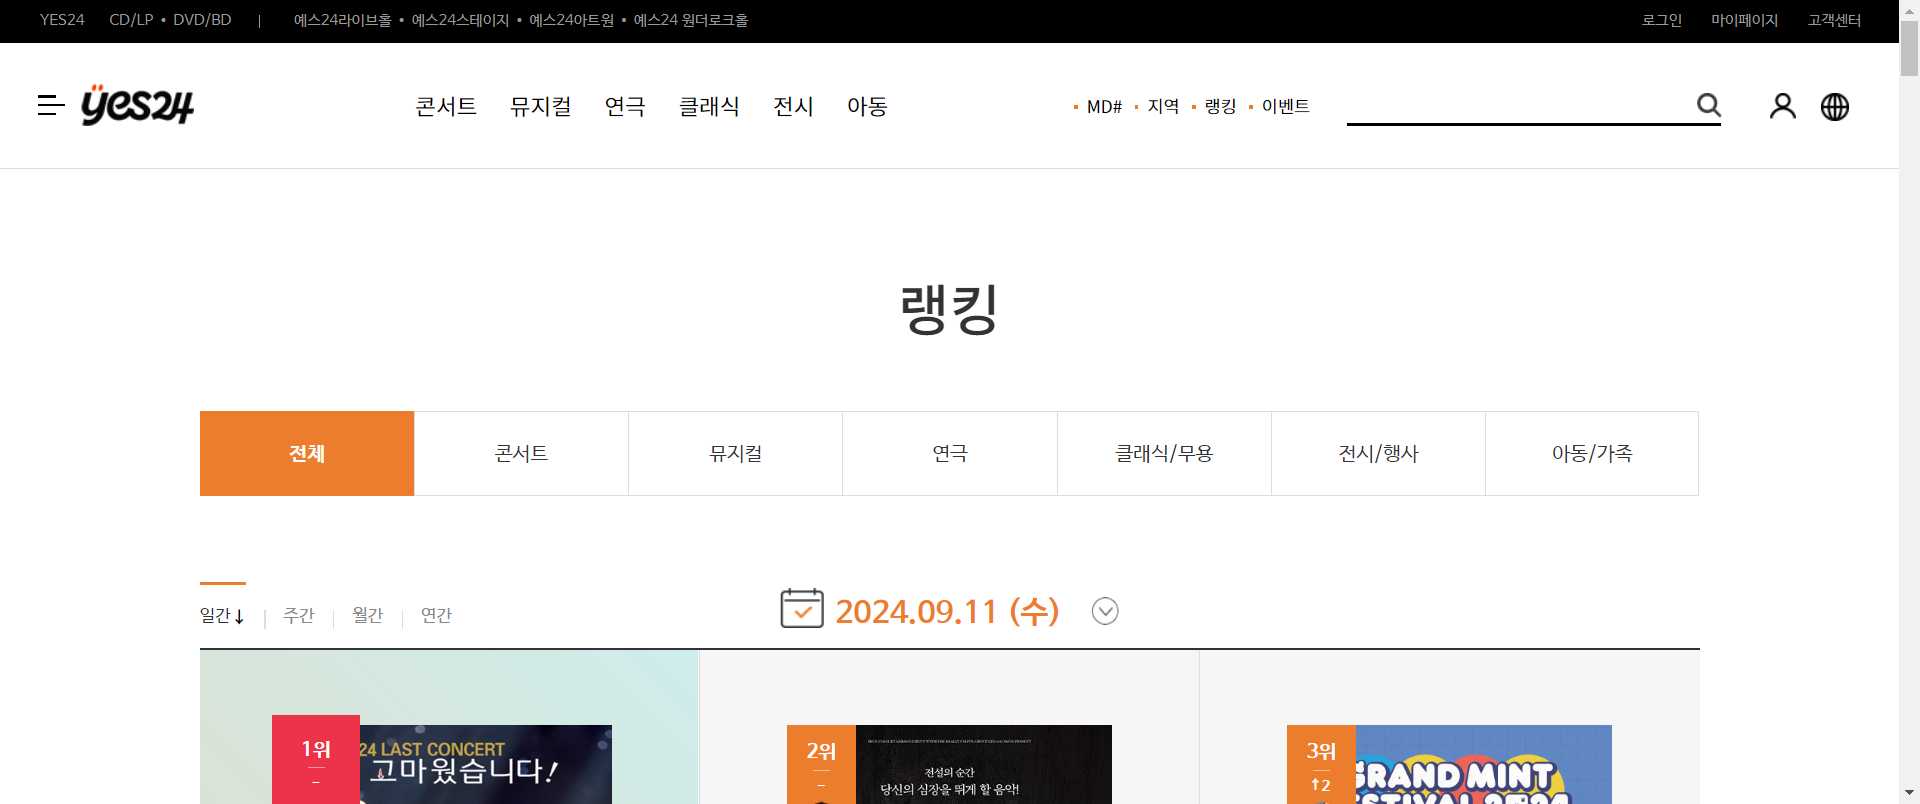 YES24 CD/LP • DVD/BD | 예스24라이브홀 • 예스24스테이지 • 예스24아트원 • 예스24 원더로크홀 로그인 마이페이지 고객센터
yes24 콘서트 뮤지컬 연극 클래식 전시 아동 MD# 지역 랭킹 이벤트
랭킹
전체 콘서트 뮤지컬 연극 클래식/무용 전시/행사 아동/가족
일간↓ 주간 월간 연간 2024.09.11 (수)
1위
–
24 LAST CONCERT
고마웠습니다!
2위
–
전설의 순간
당신의 심장을 뛰게 할 음악!
3위
↑2
GRAND MINT
FESTIVAL 2024